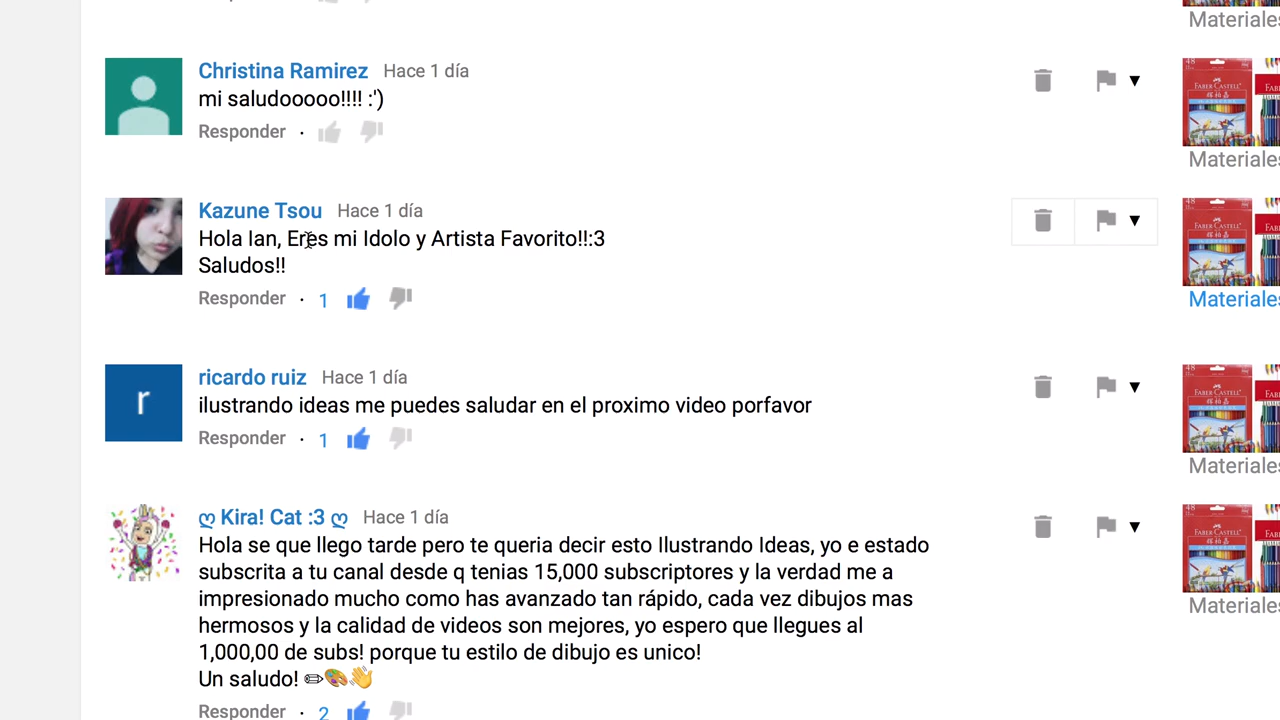 Materiales
Christina Ramirez Hace 1 día
mi saludooooo!!!! :')
Responder ·
Materiales
Kazune Tsou Hace 1 día
Hola Ian, Eres mi Idolo y Artista Favorito!!:3
Saludos!!
Responder · 1
Materiales
ricardo ruiz Hace 1 día
r
ilustrando ideas me puedes saludar en el proximo video porfavor
Responder · 1
Materiales
ღ Kira! Cat :3 ღ Hace 1 día
Hola se que llego tarde pero te queria decir esto Ilustrando Ideas, yo e estado
subscrita a tu canal desde q tenias 15,000 subscriptores y la verdad me a
impresionado mucho como has avanzado tan rápido, cada vez dibujos mas
hermosos y la calidad de videos son mejores, yo espero que llegues al
1,000,00 de subs! porque tu estilo de dibujo es unico!
Un saludo! ✏🎨👋
Responder · 2
FABER-CASTELL
Materiales